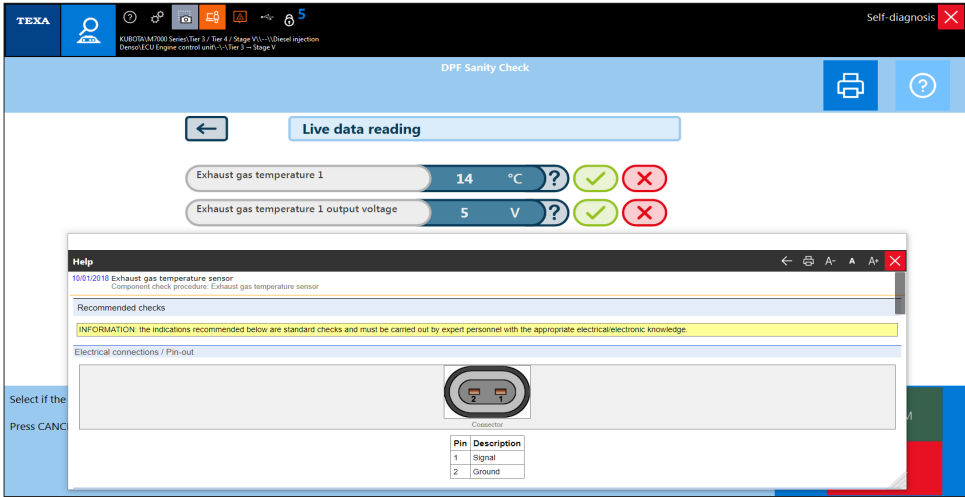 TEXA
5
Self-diagnosis
KUBOTA\M7000 Series\Tier 3 / Tier 4 / Stage V\\--\\Diesel injection
Denso\ECU Engine control unit\-\-\Tier 3 → Stage V
DPF Sanity Check
Live data reading
Exhaust gas temperature 1
14 °C ?
Exhaust gas temperature 1 output voltage
5 V ?
Help
A- A A+
10/01/2018 Exhaust gas temperature sensor
Component check procedure: Exhaust gas temperature sensor
Recommended checks
INFORMATION: the indications recommended below are standard checks and must be carried out by expert personnel with the appropriate electrical/electronic knowledge.
Electrical connections / Pin-out
2 1
Connector
Pin Description
1 Signal
2 Ground
Select if the
Press CANC
M